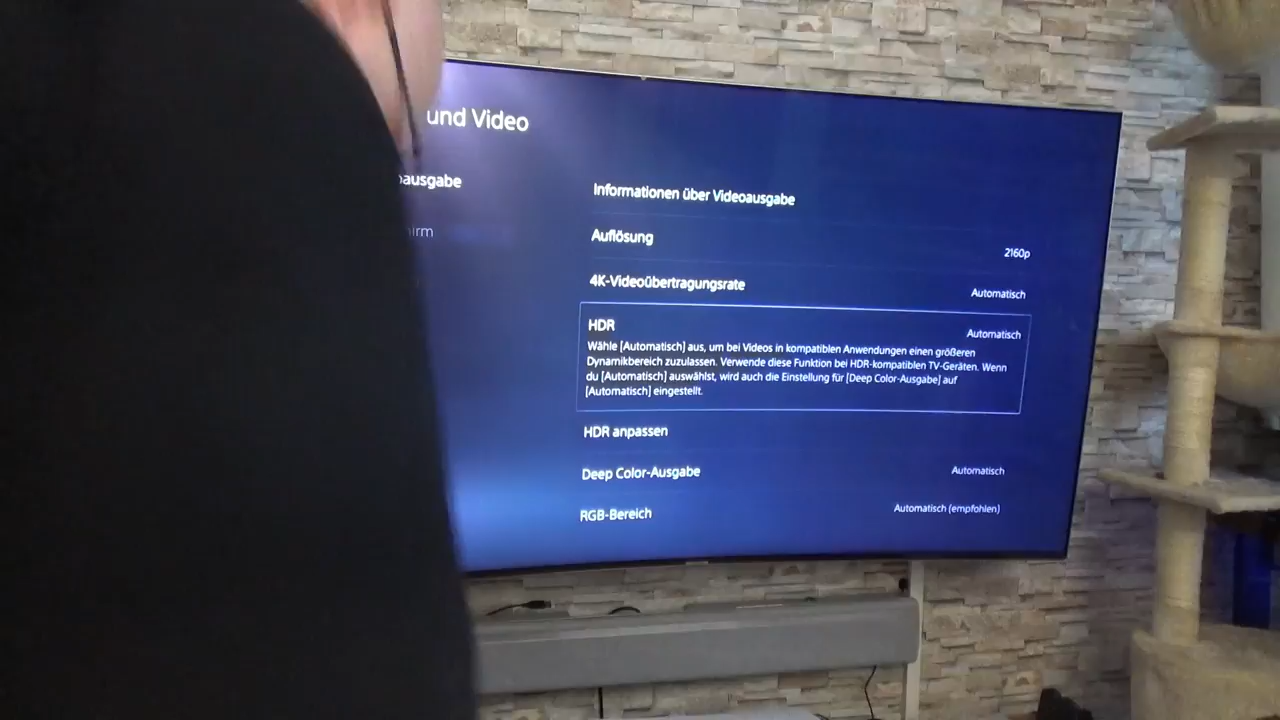 und Video
ausgabe
Informationen über Videoausgabe
Auflösung
2160p
4K-Videoübertragungsrate
Automatisch
HDR
Automatisch
Wähle [Automatisch] aus, um bei Videos in kompatiblen Anwendungen einen größeren
Dynamikbereich zuzulassen. Verwende diese Funktion bei HDR-kompatiblen TV-Geräten. Wenn
du [Automatisch] auswählst, wird auch die Einstellung für [Deep Color-Ausgabe] auf
[Automatisch] eingestellt.
HDR anpassen
Deep Color-Ausgabe
Automatisch
RGB-Bereich
Automatisch (empfohlen)